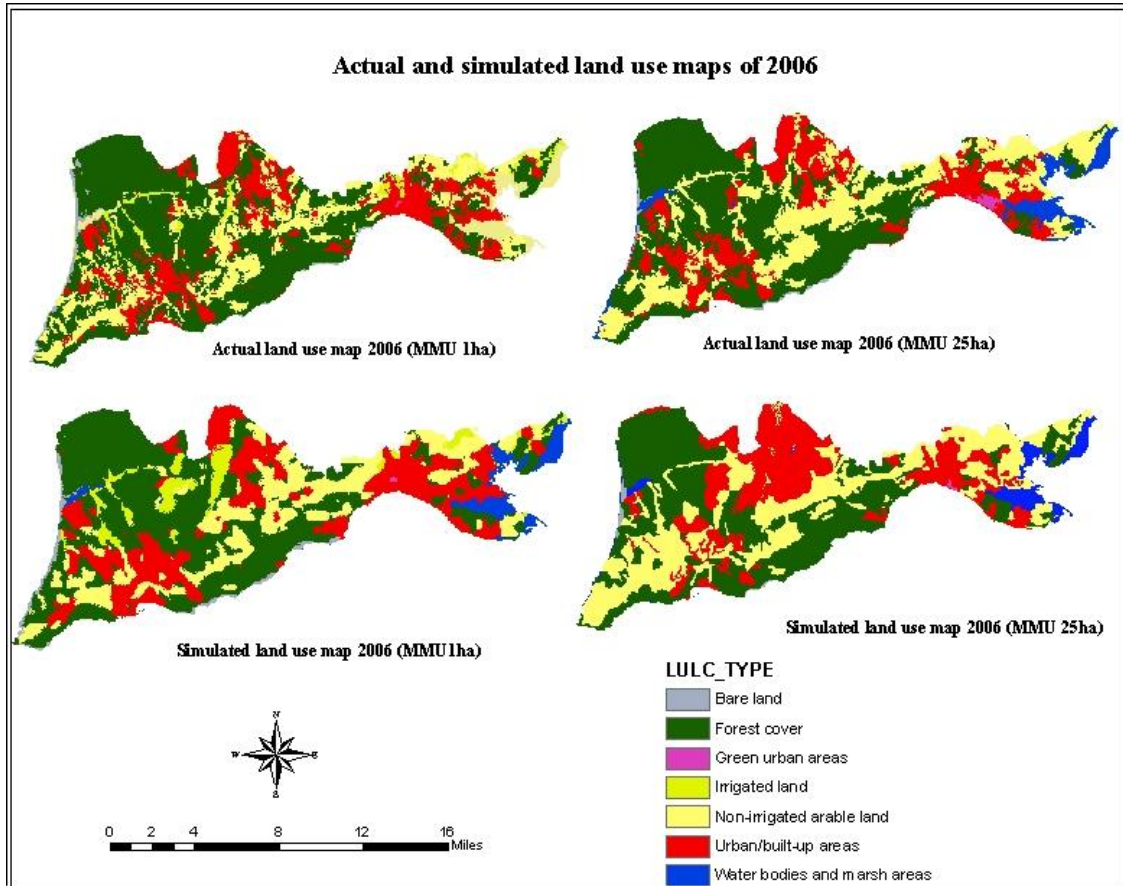 Actual and simulated land use maps of 2006
Actual land use map 2006 (MMU 1ha)
Actual land use map 2006 (MMU 25ha)
Simulated land use map 2006 (MMU1ha)
Simulated land use map 2006 (MMU 25ha)
LULC_TYPE
Bare land
Forest cover
Green urban areas
Irrigated land
Non-irrigated arable land
Urban/built-up areas
Water bodies and marsh areas
N
W E
S
0 2 4 8 12 16
Miles